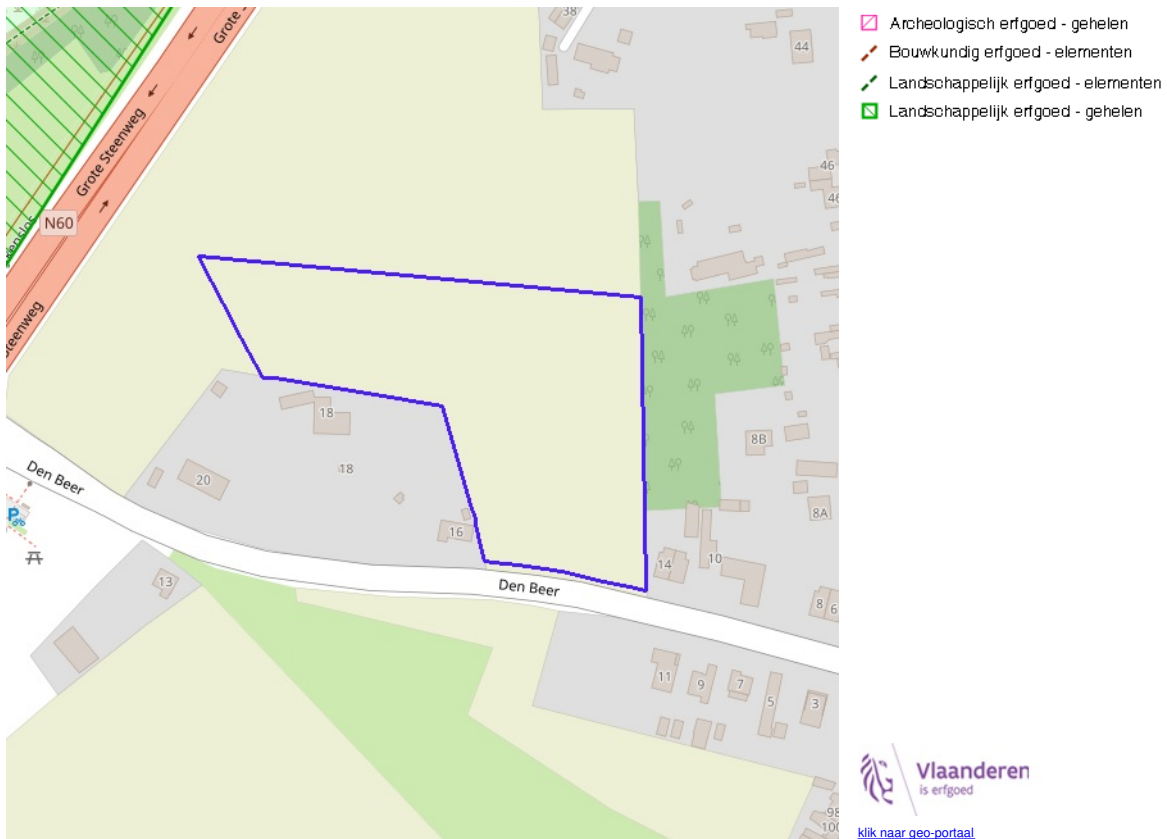 38
44
Grote S
Grote Steenweg
46
46
N60
Steenweg
18
8B
18
20
Den Beer
8A
16
10
14
Den Beer
13
8
6
11
9
7
5
3
98
100
Archeologisch erfgoed - gehelen
Bouwkundig erfgoed - elementen
Landschappelijk erfgoed - elementen
Landschappelijk erfgoed - gehelen
Vlaanderen
is erfgoed
klik naar geo-portaal